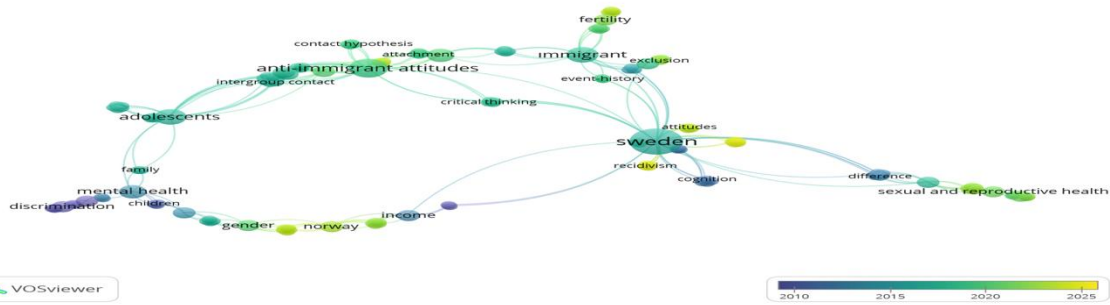 fertility
contact hypothesis
attachment
immigrant
exclusion
anti-immigrant attitudes
intergroup contact
event-history
critical thinking
adolescents
attitudes
sweden
recidivism
family
difference
cognition
mental health
sexual and reproductive health
children
discrimination
income
gender
norway
VOSviewer
2010 2015 2020 2025